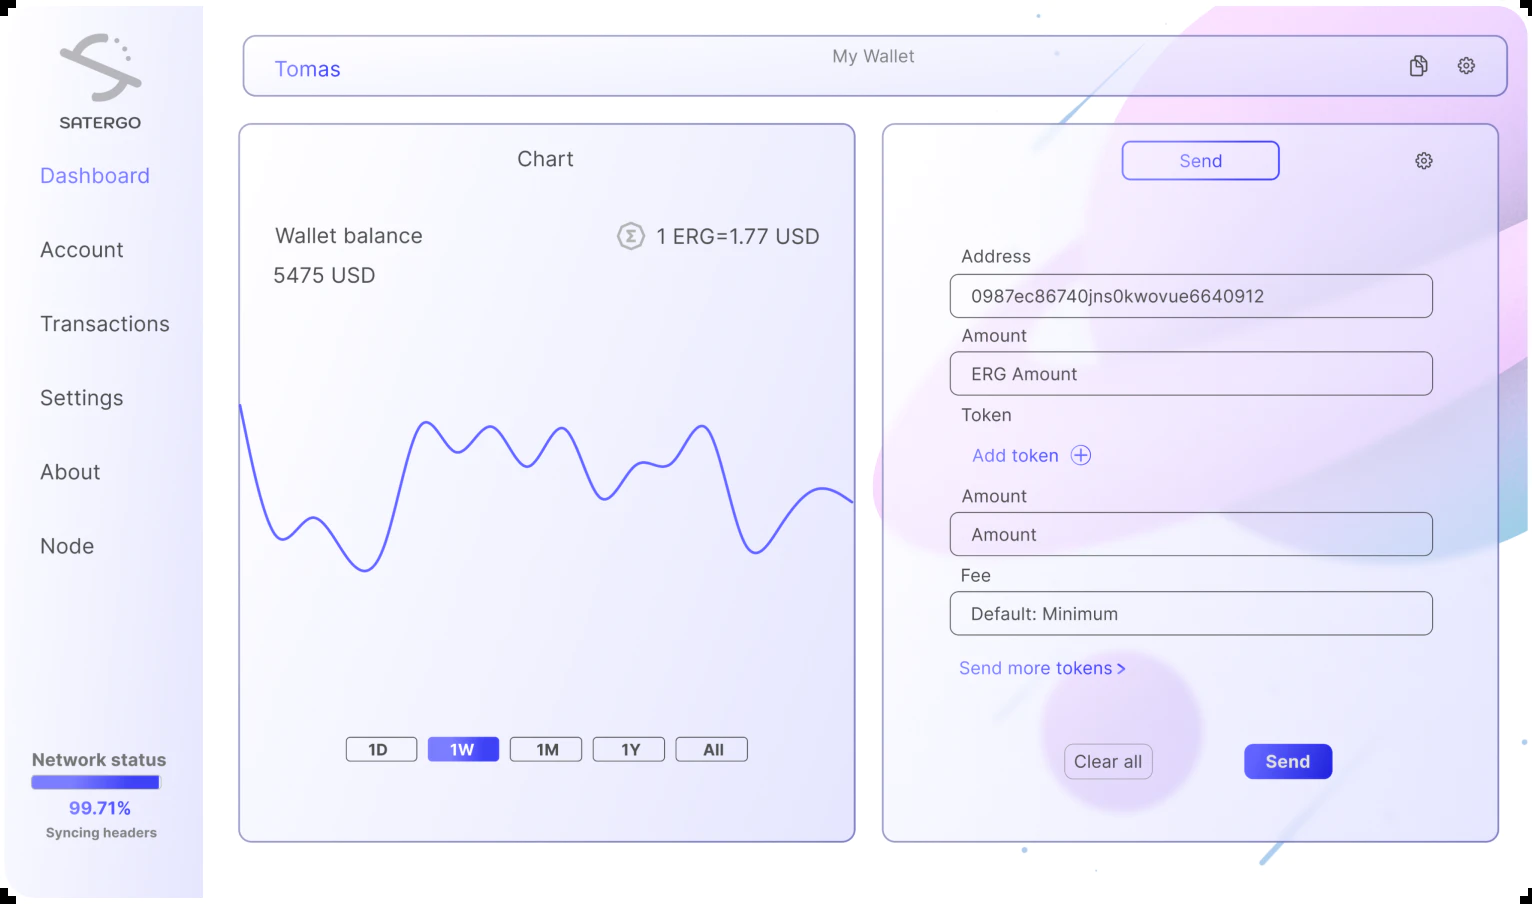 SATERGO
Dashboard
Account
Transactions
Settings
About
Node
Network status
99.71%
Syncing headers
Tomas
My Wallet
Chart
Wallet balance
1 ERG=1.77 USD
5475 USD
1D
1W
1M
1Y
All
Send
Address
0987ec86740jns0kwovue6640912
Amount
ERG Amount
Token
Add token
Amount
Amount
Fee
Default: Minimum
Send more tokens >
Clear all
Send